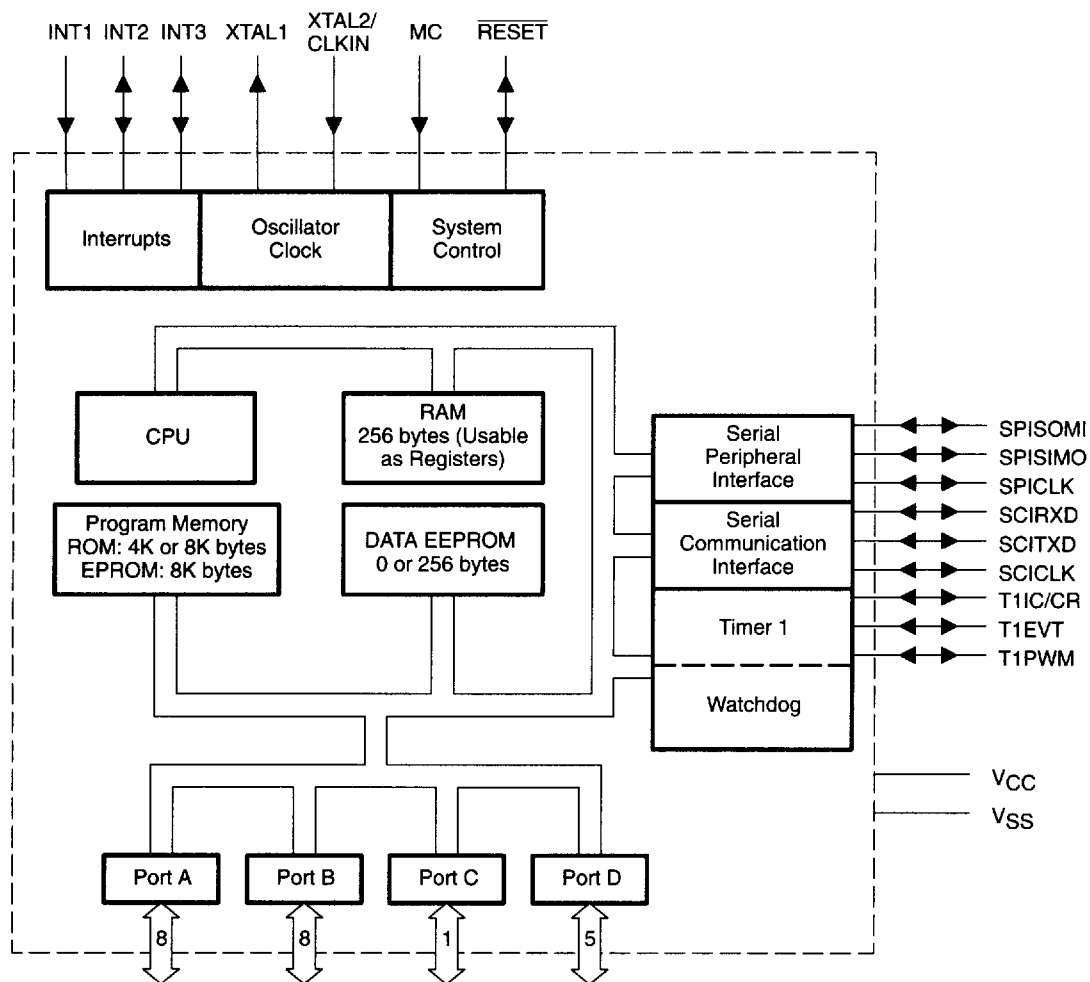 INT1 INT2 INT3 XTAL1 XTAL2/ CLKIN MC RESET
Interrupts
Oscillator
Clock
System
Control
CPU
RAM
256 bytes (Usable
as Registers)
Program Memory
ROM: 4K or 8K bytes
EPROM: 8K bytes
DATA EEPROM
0 or 256 bytes
Serial
Peripheral
Interface
Serial
Communication
Interface
Timer 1
Watchdog
SPISOMI
SPISIMO
SPICLK
SCIRXD
SCITXD
SCICLK
T1IC/CR
T1EVT
T1PWM
VCC
VSS
Port A
Port B
Port C
Port D
8
8
1
5